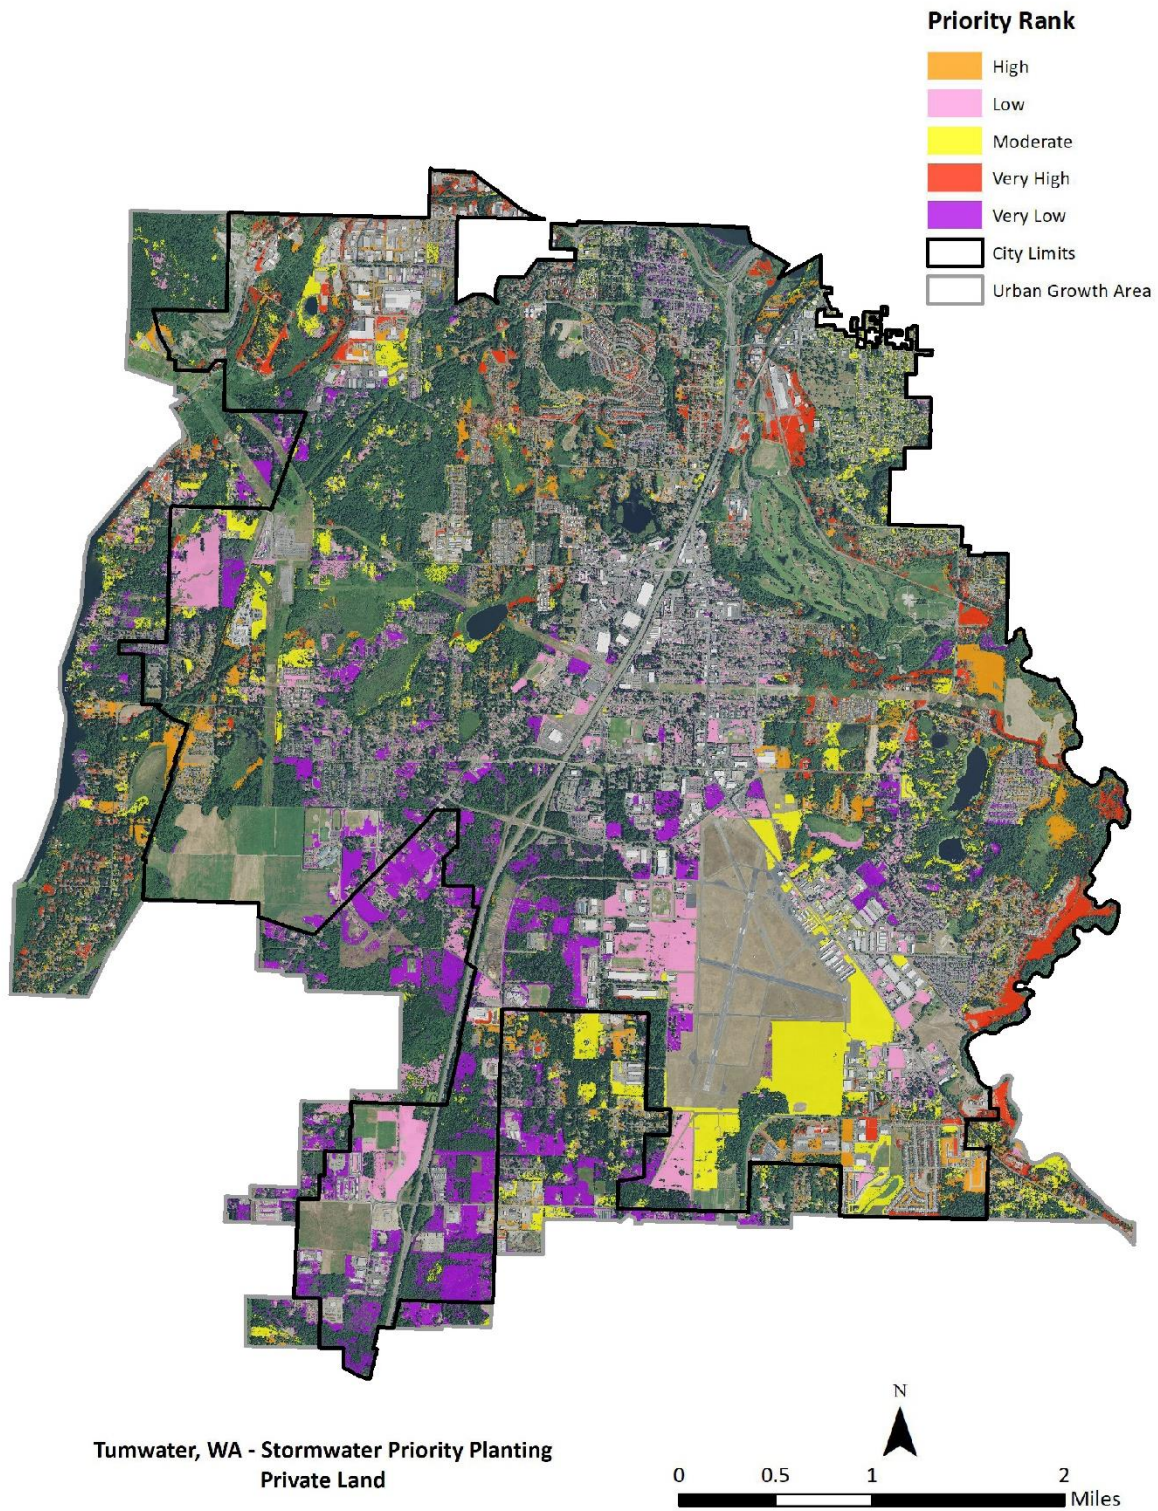 Priority Rank
High
Low
Moderate
Very High
Very Low
City Limits
Urban Growth Area
N
Tumwater, WA - Stormwater Priority Planting
Private Land
0 0.5 1 2
Miles